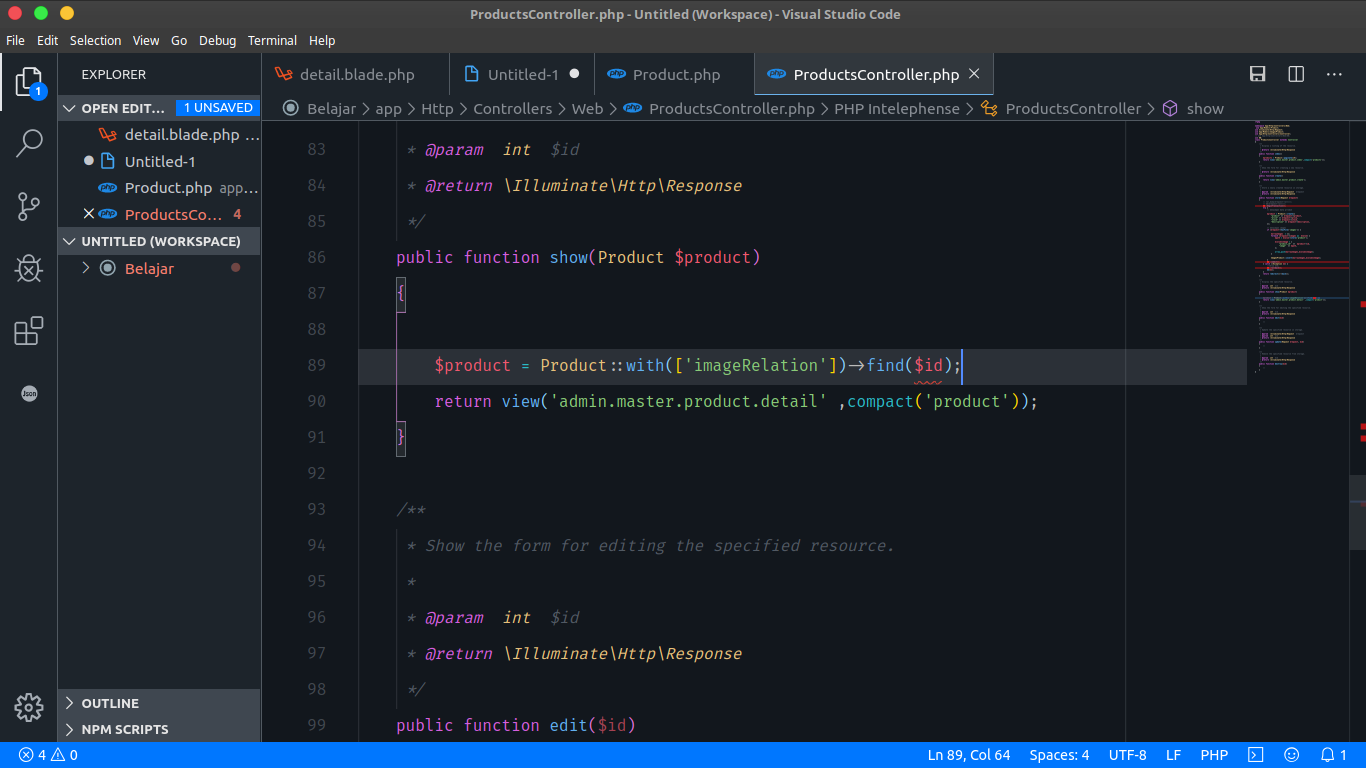 ProductsController.php - Untitled (Workspace) - Visual Studio Code
File Edit Selection View Go Debug Terminal Help
EXPLORER
detail.blade.php
Untitled-1
Product.php
ProductsController.php
1
OPEN EDIT... 1 UNSAVED
Belajar > app > Http > Controllers > Web > ProductsController.php > PHP Intelephense > ProductsController > show
detail.blade.php ...
Untitled-1
Product.php app...
ProductsCo... 4
UNTITLED (WORKSPACE)
Belajar
Json
83 * @param int $id
84 * @return \Illuminate\Http\Response
85 */
86 public function show(Product $product)
87 {
88
89 $product = Product::with(['imageRelation'])->find($id);
90 return view('admin.master.product.detail' ,compact('product'));
91 }
92
93 /**
94 * Show the form for editing the specified resource.
95 *
96 * @param int $id
97 * @return \Illuminate\Http\Response
98 */
99 public function edit($id)
OUTLINE
NPM SCRIPTS
4 0 Ln 89, Col 64 Spaces: 4 UTF-8 LF PHP 1